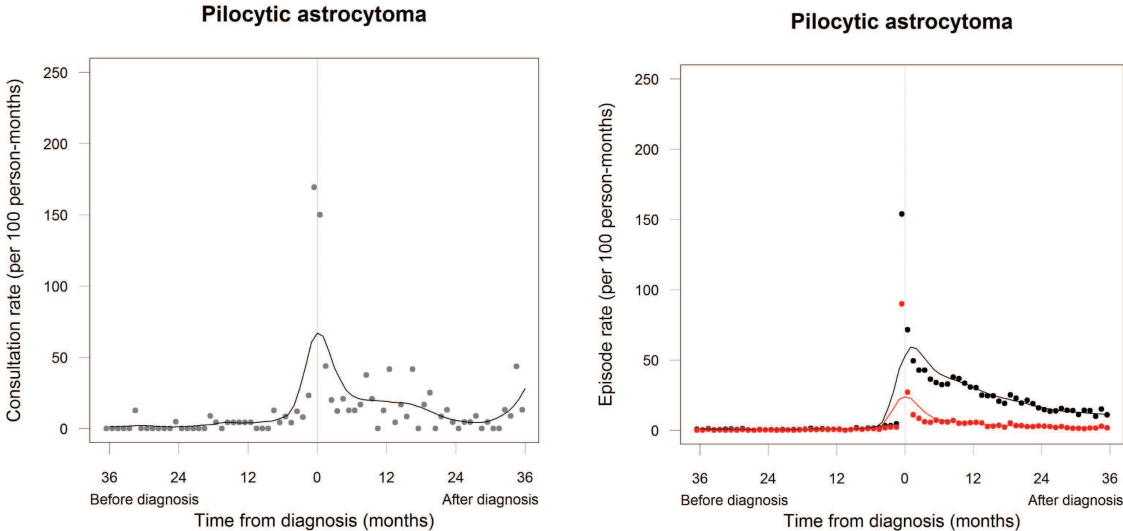 Pilocytic astrocytoma
Consultation rate (per 100 person-months)
250
200
150
100
50
0
36 24 12 0 12 24 36
Before diagnosis After diagnosis
Time from diagnosis (months)
Pilocytic astrocytoma
Episode rate (per 100 person-months)
250
200
150
100
50
0
36 24 12 0 12 24 36
Before diagnosis After diagnosis
Time from diagnosis (months)